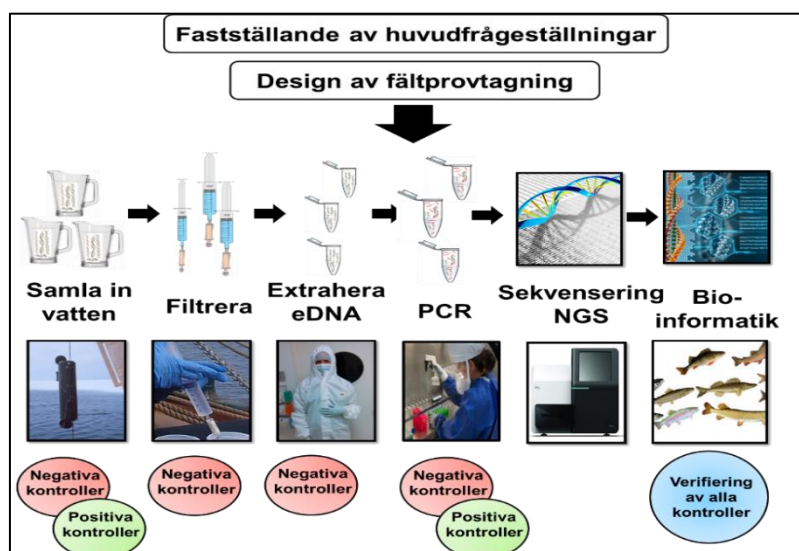 Fastställande av huvudfrågeställningar
Design av fältprovtagning
Samla in
vatten
Filtrera
Extrahera
eDNA
PCR
Sekvensering
NGS
Bio-
informatik
Negativa
kontroller
Positiva
kontroller
Negativa
kontroller
Negativa
kontroller
Negativa
kontroller
Positiva
kontroller
Verifiering
av alla
kontroller